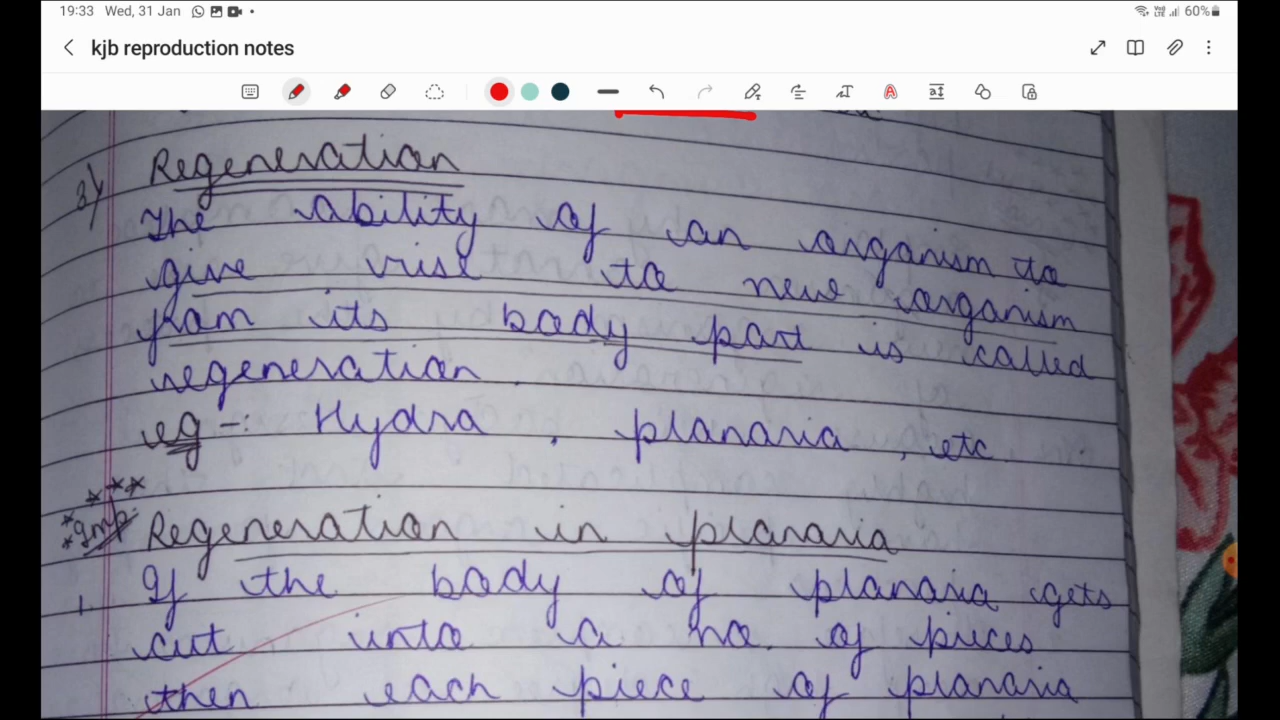 19:33 Wed, 31 Jan
60%
kjb reproduction notes
3) Regeneration
The ability of an organism to
give rise to new organism
from its body part is called
regeneration.
eg -: Hydra, planaria, etc.
*imp. Regeneration in planaria
1. If the body of planaria gets
cut into a no. of pieces
then each piece of planaria